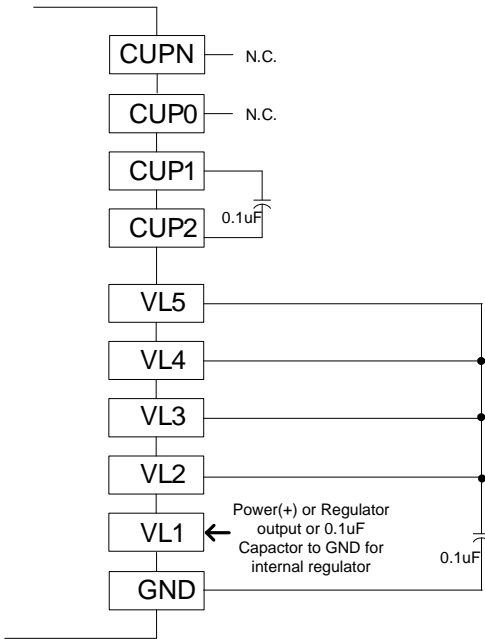 CUPN
N.C.
CUP0
N.C.
CUP1
0.1uF
CUP2
VL5
VL4
VL3
VL2
VL1
Power(+) or Regulator
output or 0.1uF
Capactor to GND for
internal regulator
0.1uF
GND